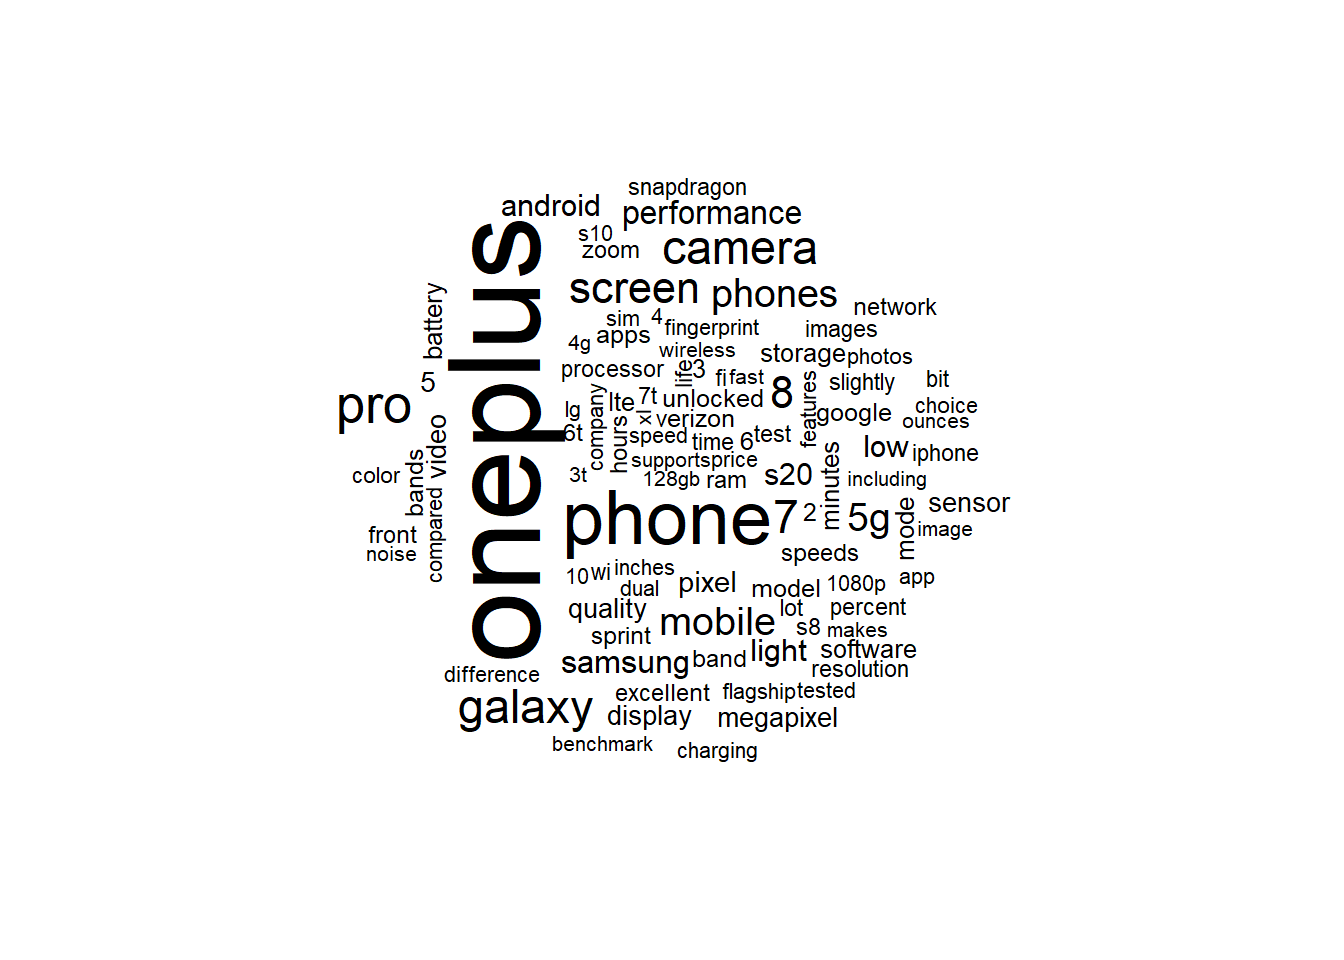 snapdragon
android
performance
s10
zoom
camera
oneplus
screen
phones
battery
network
sim
4
fingerprint
images
4g
apps
wireless
storage
photos
processor
life
3
fi
fast
8
features
slightly
bit
5
pro
lg
company
lte
7t
xl
unlocked
verizon
google
choice
ounces
6t
hours
speed
time
6
test
low
iphone
video
bands
color
compared
supports
price
3t
128gb
ram
s20
minutes
including
phone
7
2
5g
mode
sensor
image
front
noise
speeds
10
wi
inches
dual
pixel
model
1080p
app
quality
mobile
lot
percent
sprint
s8
makes
samsung
band
light
software
resolution
difference
galaxy
excellent
flagship
tested
display
megapixel
benchmark
charging